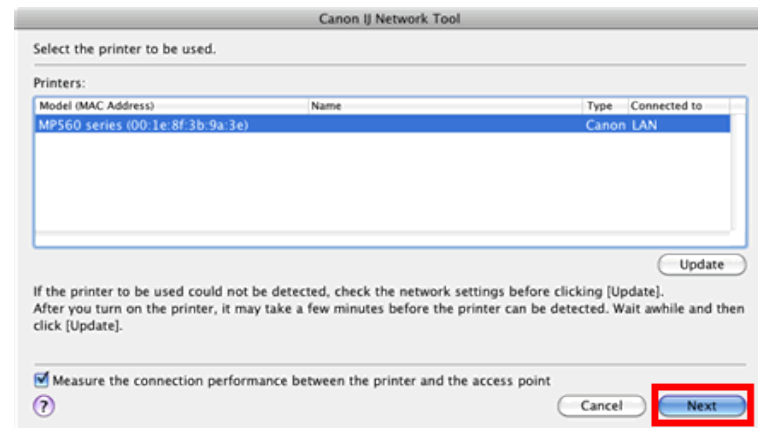 Canon IJ Network Tool
Select the printer to be used.
Printers:
Model (MAC Address) Name Type Connected to
MP560 series (00:1e:8f:3b:9a:3e) Canon LAN
Update
If the printer to be used could not be detected, check the network settings before clicking [Update].
After you turn on the printer, it may take a few minutes before the printer can be detected. Wait awhile and then
click [Update].
Measure the connection performance between the printer and the access point
? Cancel Next